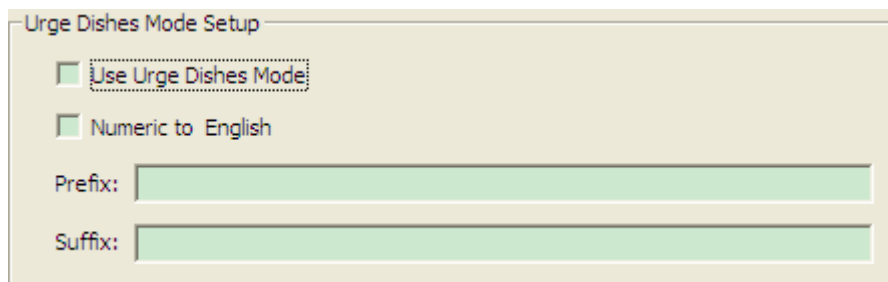 Urge Dishes Mode Setup
Use Urge Dishes Mode
Numeric to English
Prefix:
Suffix: